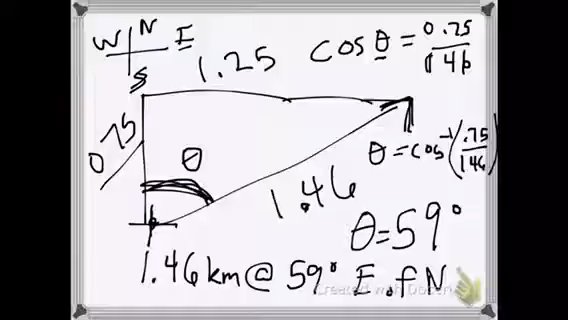 W N E
S
cos θ = 0.75/1.46
1.25
0.75
θ
1.46
θ = cos⁻¹(.75/1.46)
θ = 59°
1.46 km @ 59° E of N
Created with Doceri